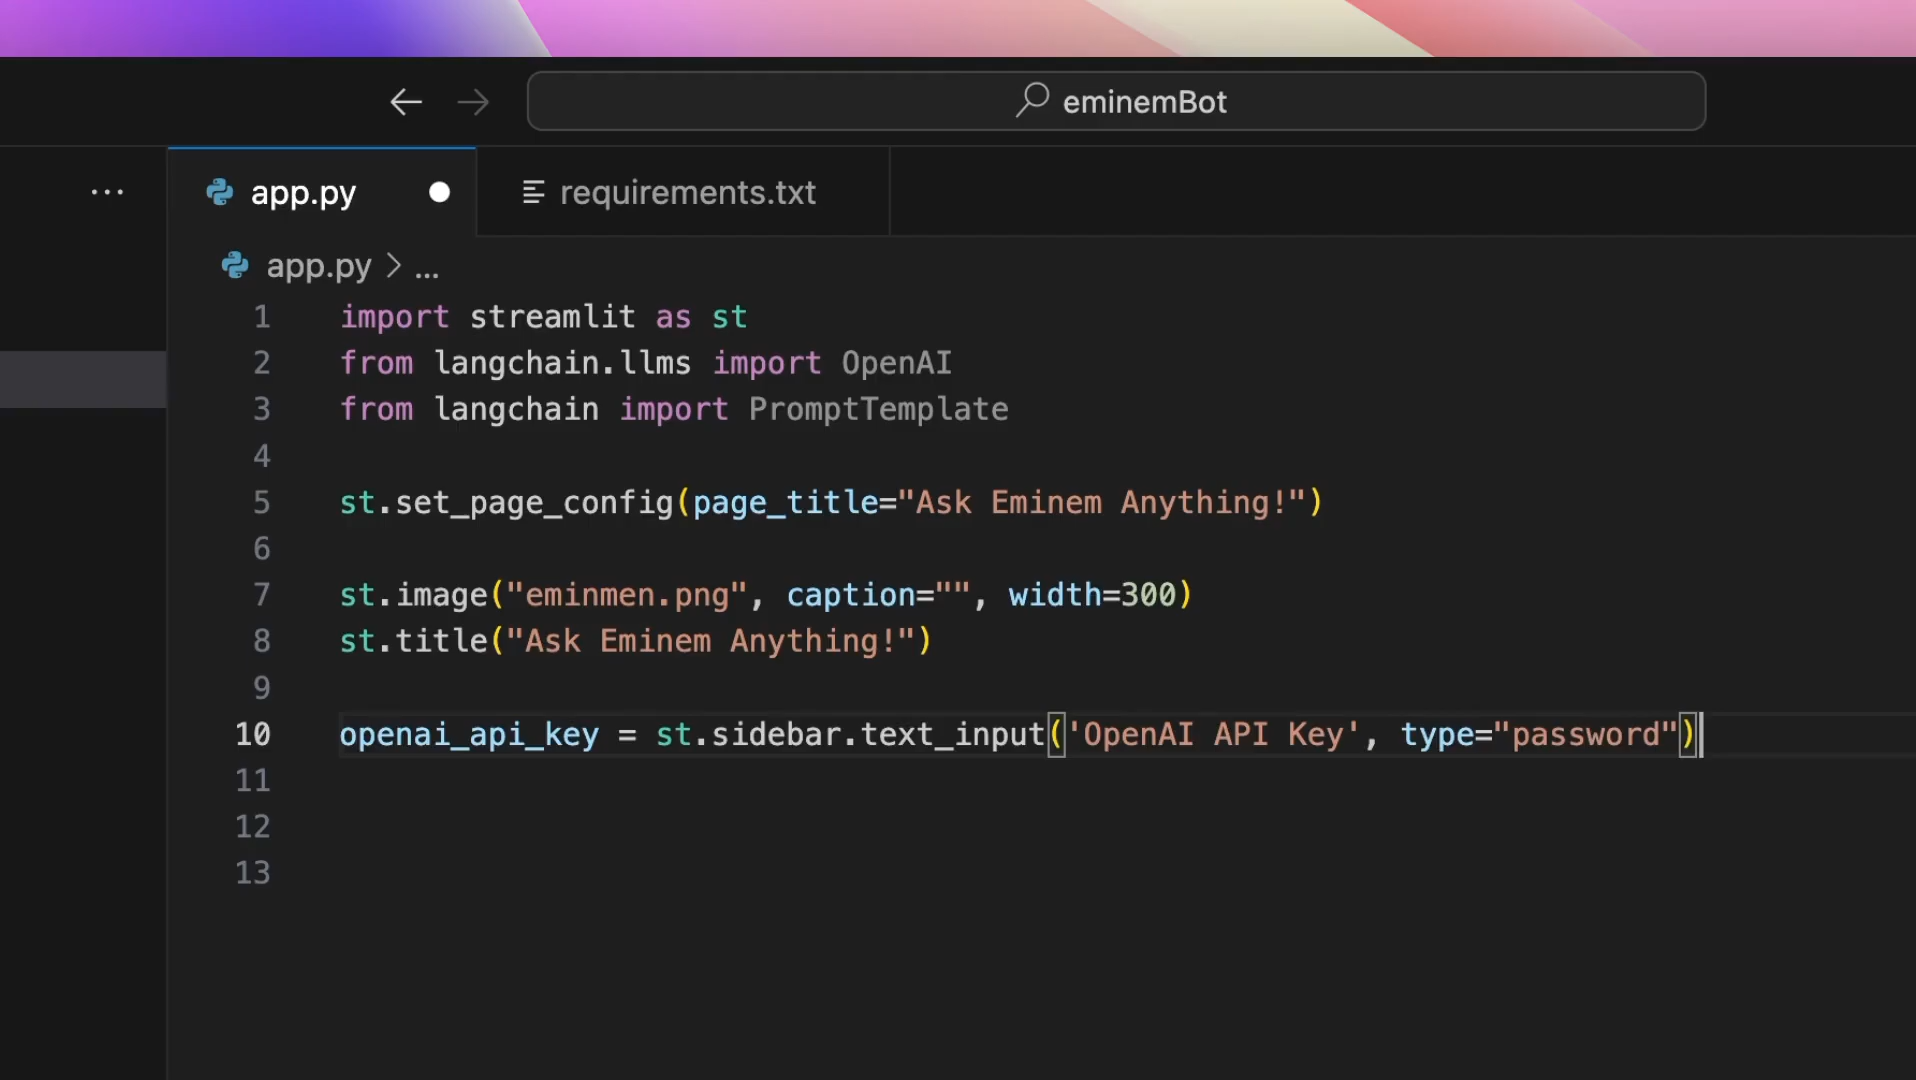 eminemBot
... app.py requirements.txt
app.py > ...
1 import streamlit as st
2 from langchain.llms import OpenAI
3 from langchain import PromptTemplate
4
5 st.set_page_config(page_title="Ask Eminem Anything!")
6
7 st.image("eminmen.png", caption="", width=300)
8 st.title("Ask Eminem Anything!")
9
10 openai_api_key = st.sidebar.text_input('OpenAI API Key', type="password")
11
12
13